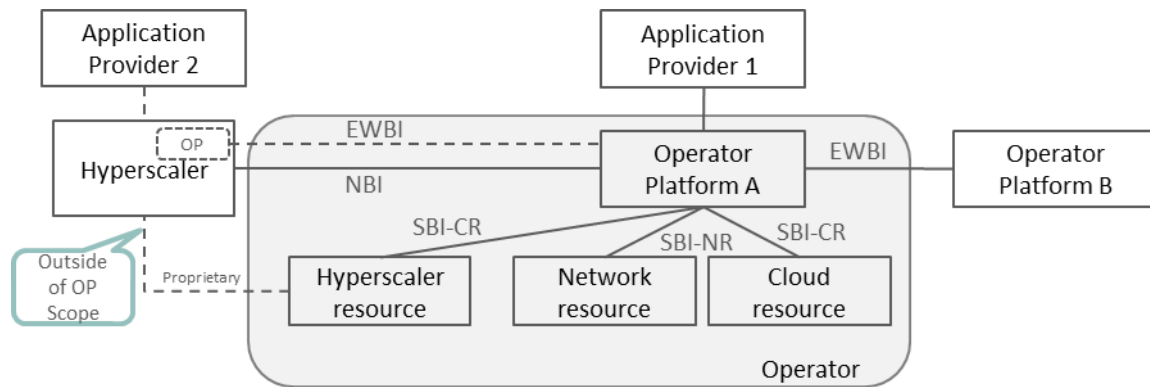 Application
Provider 2
Application
Provider 1
OP
EWBI
Hyperscaler
NBI
Operator
Platform A
EWBI
Operator
Platform B
SBI-CR
SBI-NR
SBI-CR
Outside
of OP
Scope
Proprietary
Hyperscaler
resource
Network
resource
Cloud
resource
Operator